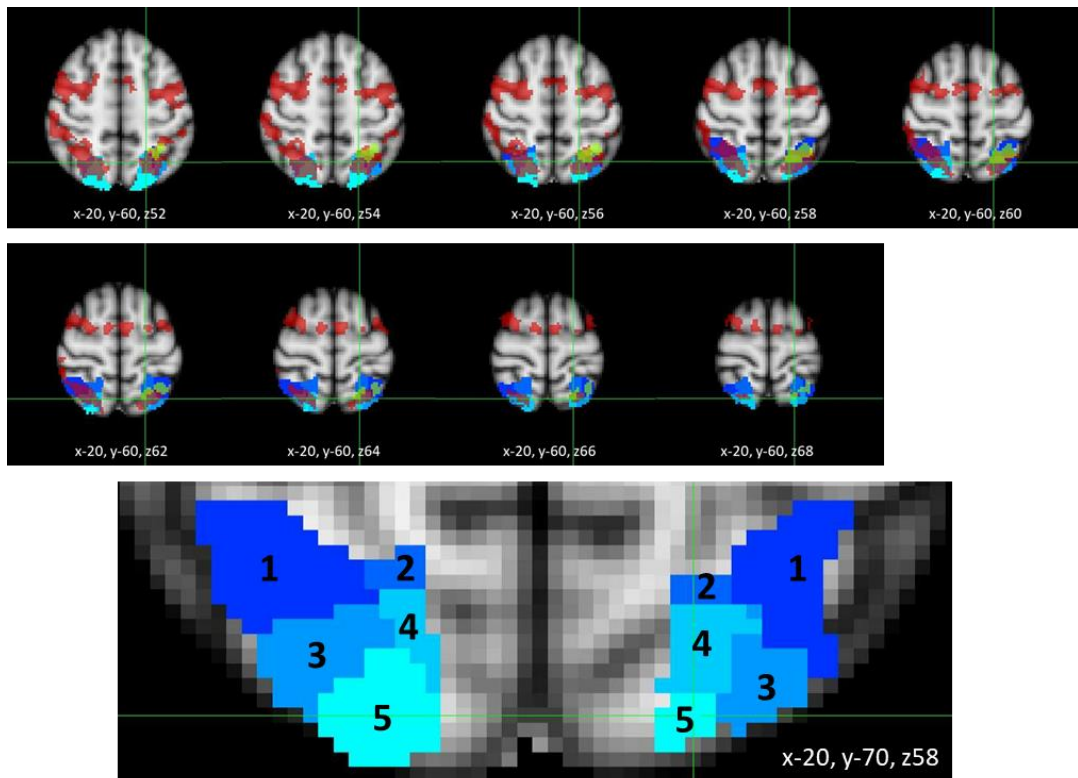 x-20, y-60, z52
x-20, y-60, z54
x-20, y-60, z56
x-20, y-60, z58
x-20, y-60, z60
x-20, y-60, z62
x-20, y-60, z64
x-20, y-60, z66
x-20, y-60, z68
1
2
3
4
5
2
1
4
3
5
x-20, y-70, z58